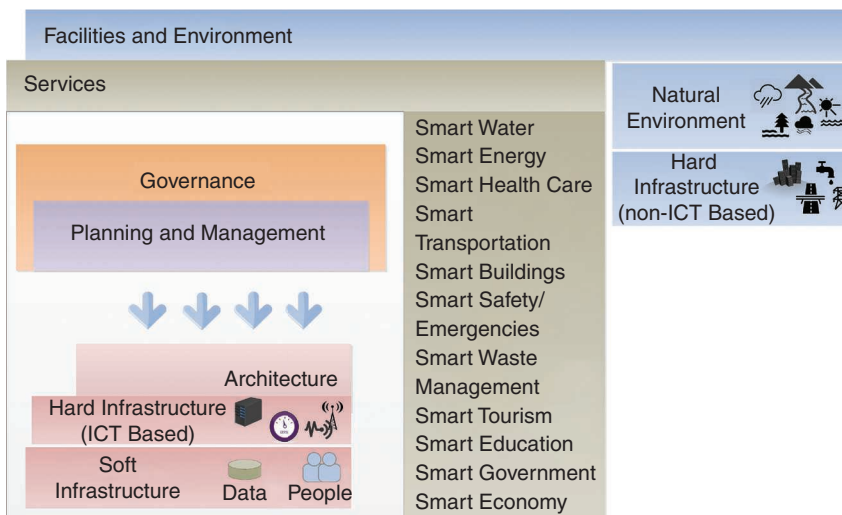 Facilities and Environment
Services
Governance
Planning and Management
Architecture
Hard Infrastructure
(ICT Based)
Soft
Infrastructure
Data
People
Smart Water
Smart Energy
Smart Health Care
Smart
Transportation
Smart Buildings
Smart Safety/
Emergencies
Smart Waste
Management
Smart Tourism
Smart Education
Smart Government
Smart Economy
Natural
Environment
Hard
Infrastructure
(non-ICT Based)